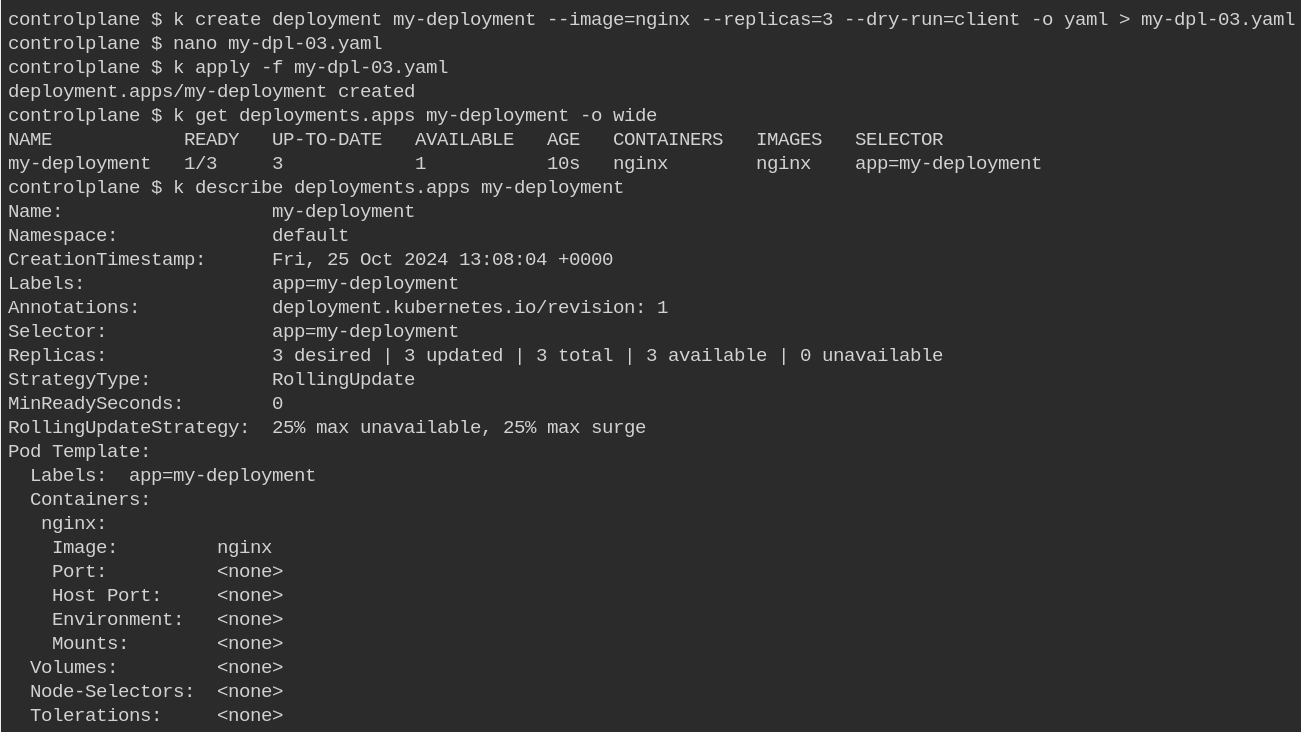 controlplane $ k create deployment my-deployment --image=nginx --replicas=3 --dry-run=client -o yaml > my-dpl-03.yaml
controlplane $ nano my-dpl-03.yaml
controlplane $ k apply -f my-dpl-03.yaml
deployment.apps/my-deployment created
controlplane $ k get deployments.apps my-deployment -o wide
NAME            READY   UP-TO-DATE   AVAILABLE   AGE   CONTAINERS   IMAGES   SELECTOR
my-deployment   1/3     3            1           10s   nginx        nginx    app=my-deployment
controlplane $ k describe deployments.apps my-deployment
Name:                   my-deployment
Namespace:              default
CreationTimestamp:      Fri, 25 Oct 2024 13:08:04 +0000
Labels:                 app=my-deployment
Annotations:            deployment.kubernetes.io/revision: 1
Selector:               app=my-deployment
Replicas:               3 desired | 3 updated | 3 total | 3 available | 0 unavailable
StrategyType:           RollingUpdate
MinReadySeconds:        0
RollingUpdateStrategy:  25% max unavailable, 25% max surge
Pod Template:
  Labels:  app=my-deployment
  Containers:
   nginx:
    Image:         nginx
    Port:          <none>
    Host Port:     <none>
    Environment:   <none>
    Mounts:        <none>
  Volumes:         <none>
  Node-Selectors:  <none>
  Tolerations:     <none>